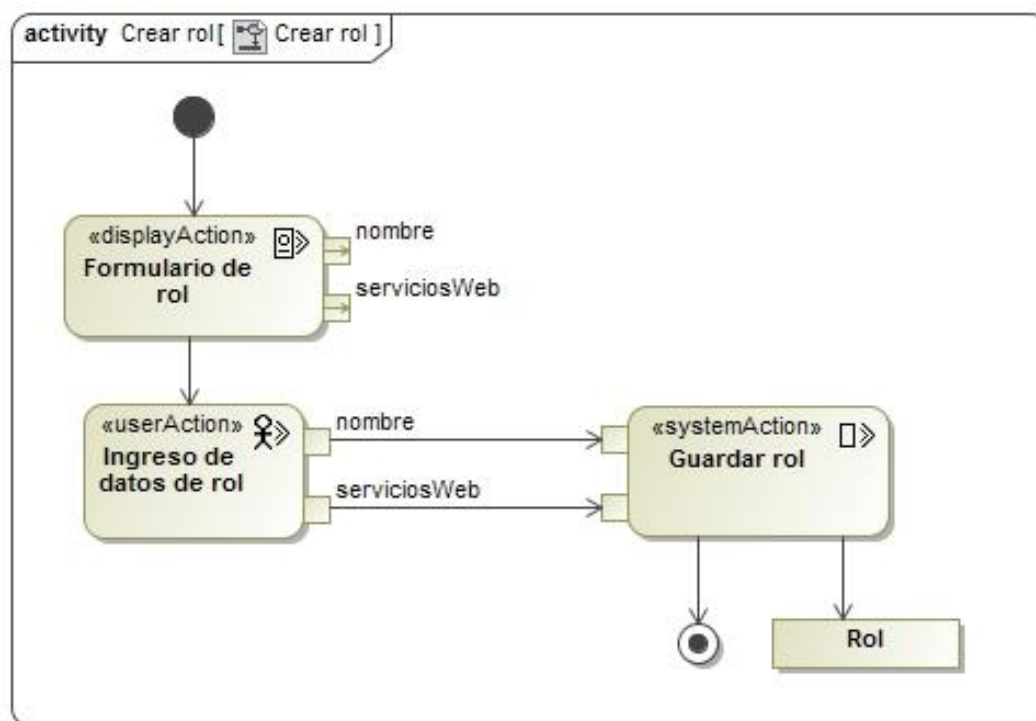 activity Crear rol[ Crear rol ]
«displayAction»
Formulario de
rol
nombre
serviciosWeb
«userAction»
Ingreso de
datos de rol
nombre
serviciosWeb
«systemAction»
Guardar rol
Rol